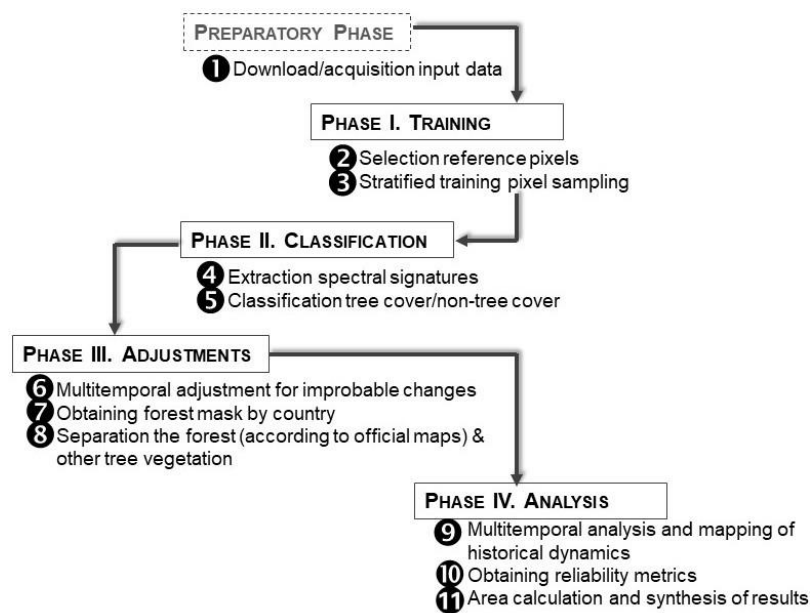 PREPARATORY PHASE
1 Download/acquisition input data
PHASE I. TRAINING
2 Selection reference pixels
3 Stratified training pixel sampling
PHASE II. CLASSIFICATION
4 Extraction spectral signatures
5 Classification tree cover/non-tree cover
PHASE III. ADJUSTMENTS
6 Multitemporal adjustment for improbable changes
7 Obtaining forest mask by country
8 Separation the forest (according to official maps) &
other tree vegetation
PHASE IV. ANALYSIS
9 Multitemporal analysis and mapping of
historical dynamics
10 Obtaining reliability metrics
11 Area calculation and synthesis of results